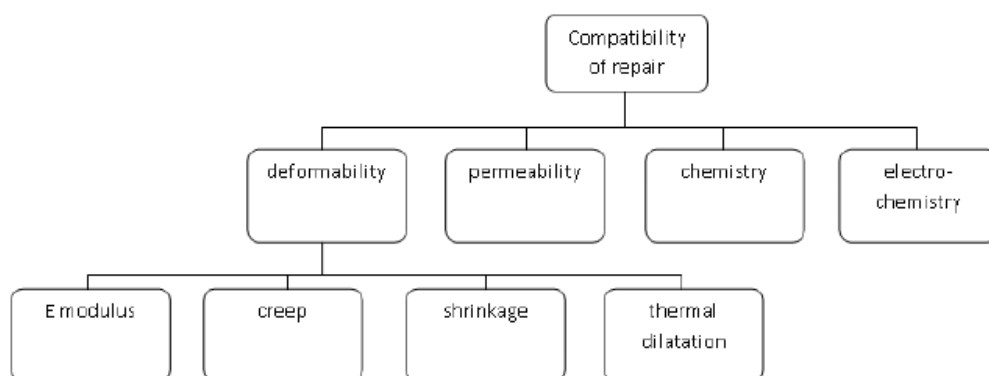 Compatibility
of repair
deformability
permeability
chemistry
electro-
chemistry
E modulus
creep
shrinkage
thermal
dilatation